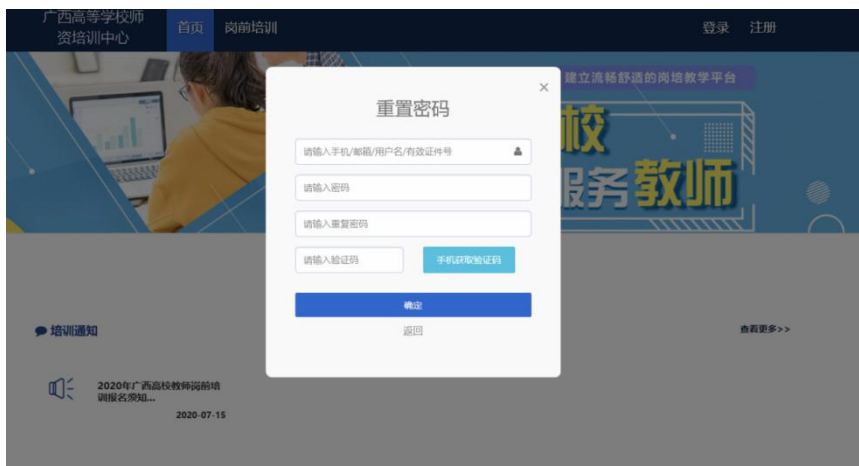 广西高等学校师
资培训中心
首页
岗前培训
登录
注册
建立流畅舒适的岗培教学平台
校
服务教师
×
重置密码
请输入手机/邮箱/用户名/有效证件号
请输入密码
请输入重复密码
请输入验证码
手机获取验证码
确定
返回
培训通知
查看更多>>
2020年广西高校教师岗前培
训报名须知...
2020-07-15